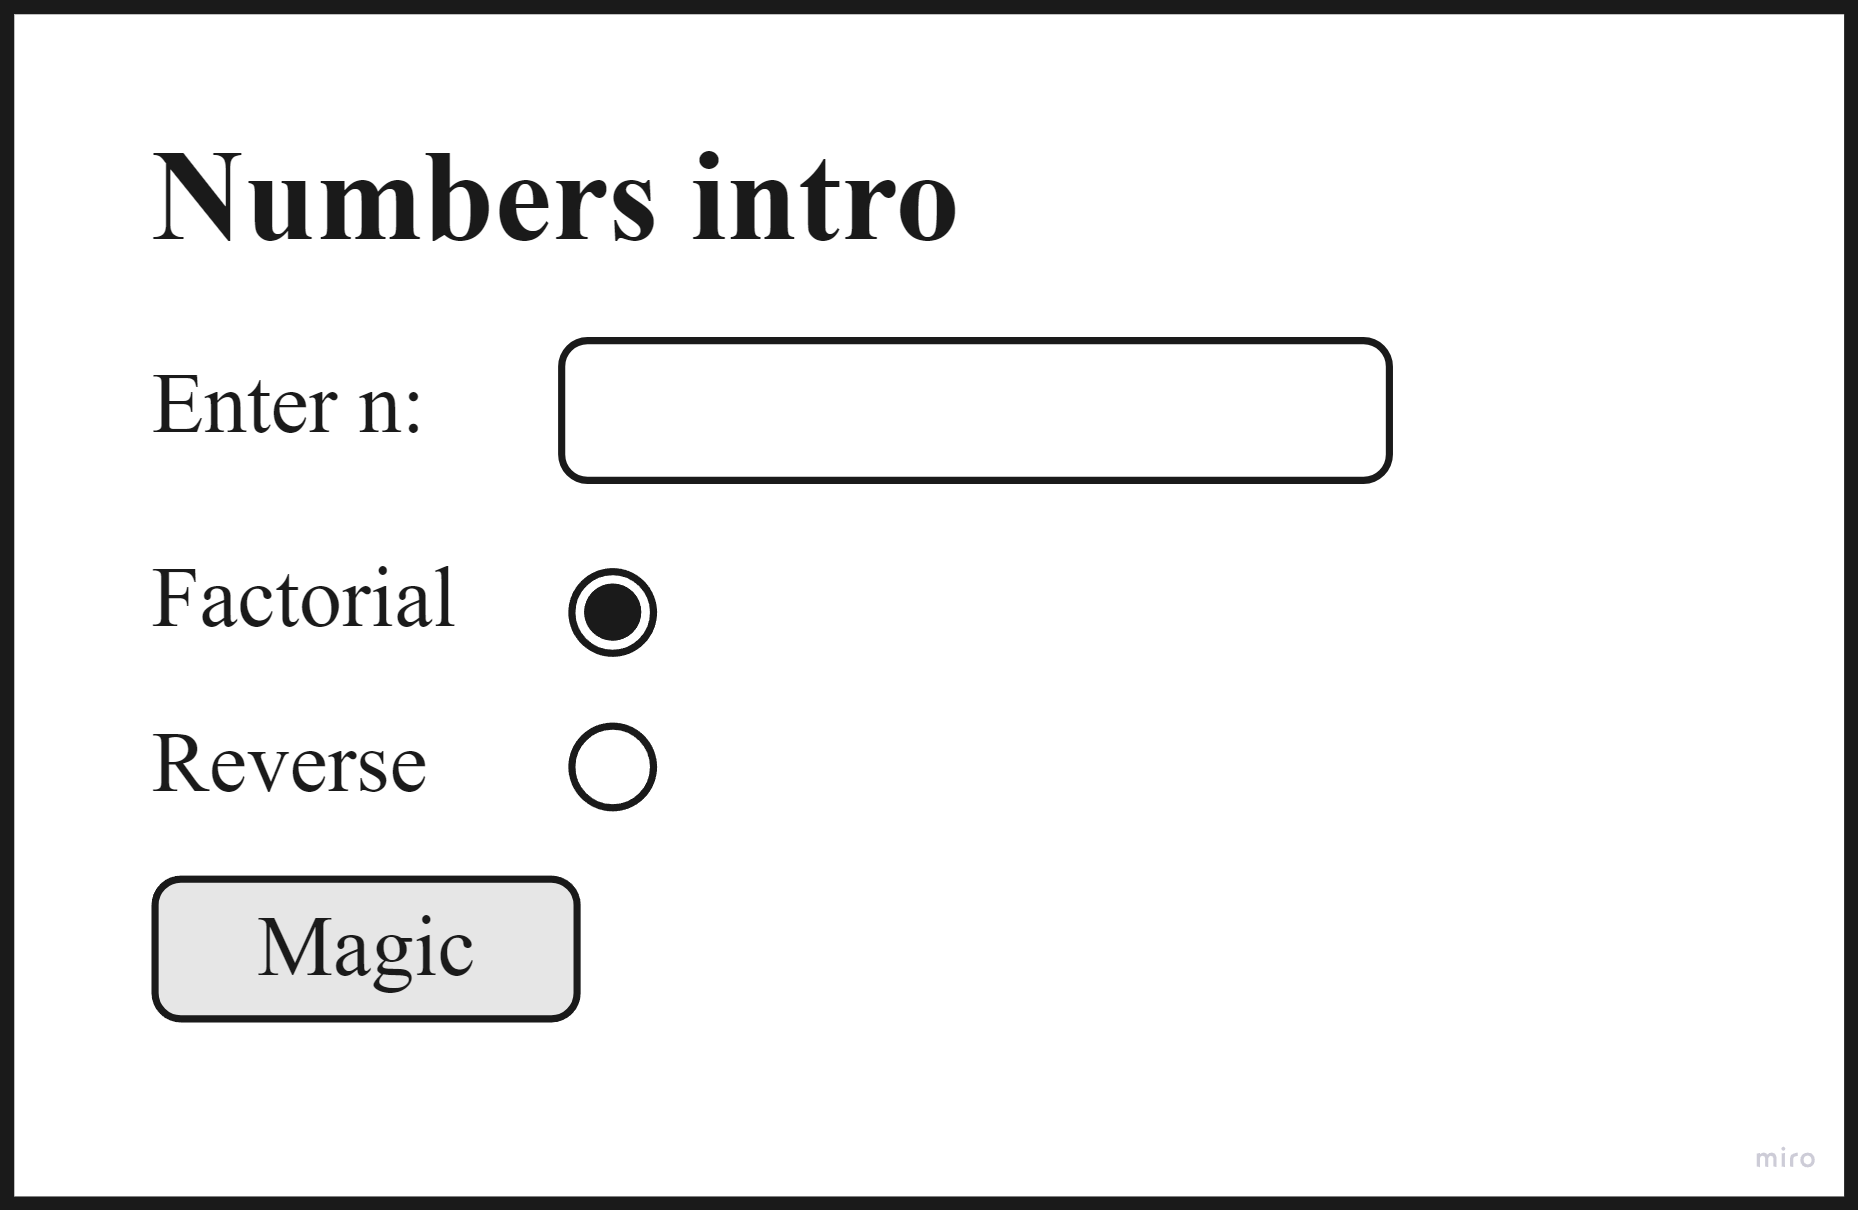 Numbers intro
Enter n:
Factorial
Reverse
Magic
miro